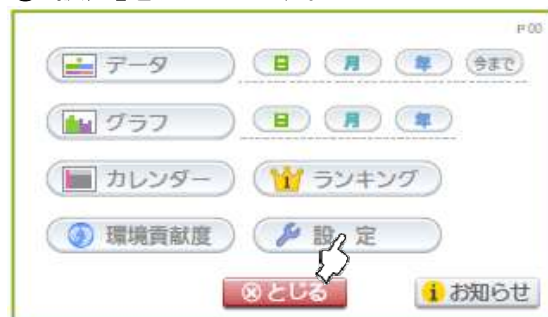 P 00
データ 日 月 年 今まで
グラフ 日 月 年
カレンダー ランキング
環境貢献度 設 定
とじる お知らせ